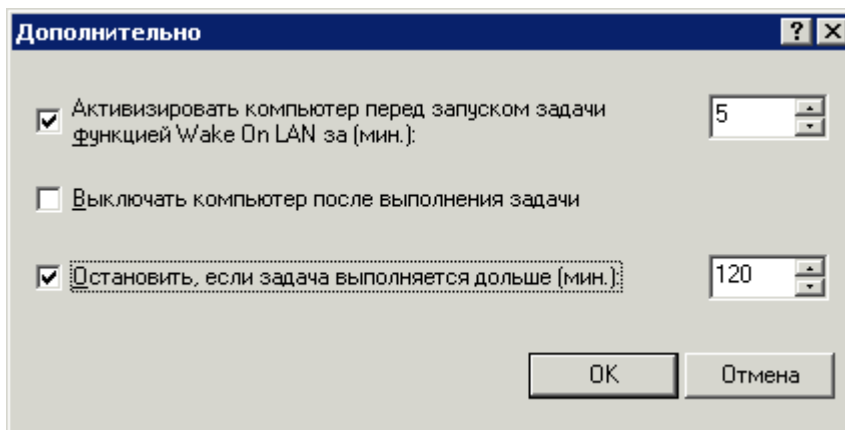 Дополнительно
Активизировать компьютер перед запуском задачи
функцией Wake On LAN за (мин.):
5
Выключать компьютер после выполнения задачи
Остановить, если задача выполняется дольше (мин.):
120
OK
Отмена